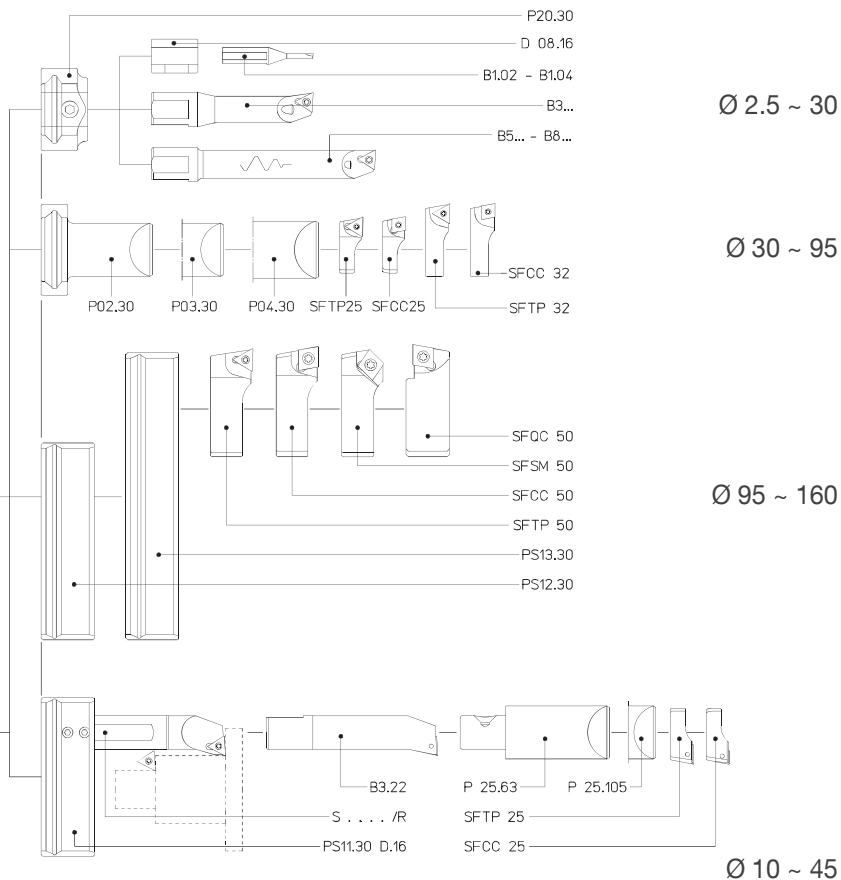 P20.30
D 08.16
B1.02 - B1.04
B3...
Ø 2.5 ~ 30
B5... - B8...
Ø 30 ~ 95
SFCC 32
P02.30 P03.30 P04.30 SFTP25 SFCC25
SFTP 32
SFQC 50
SFSM 50
SFCC 50
Ø 95 ~ 160
SFTP 50
PS13.30
PS12.30
B3.22 P 25.63 P 25.105
S . . . . /R SFTP 25
PS11.30 D.16 SFCC 25
Ø 10 ~ 45